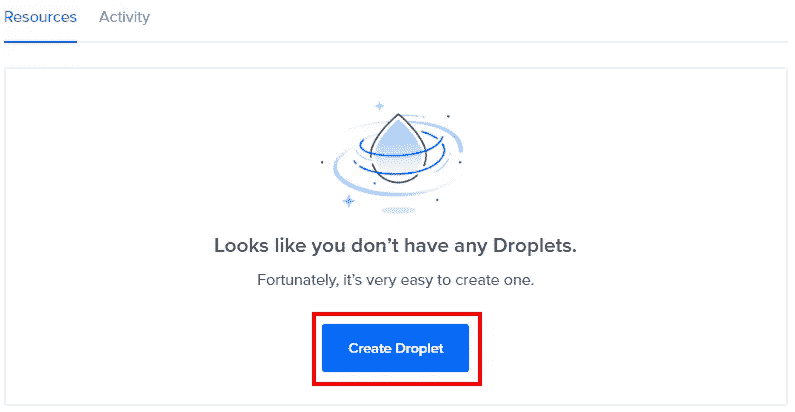 Resources Activity
Looks like you don’t have any Droplets.
Fortunately, it’s very easy to create one.
Create Droplet